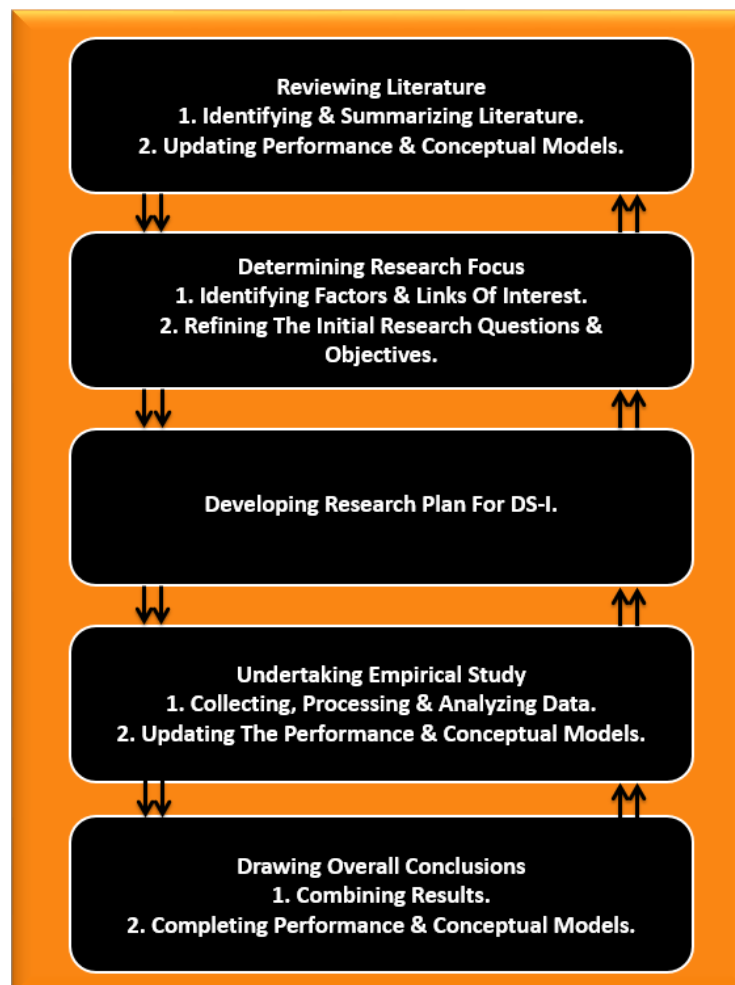 Reviewing Literature
1. Identifying & Summarizing Literature.
2. Updating Performance & Conceptual Models.
Determining Research Focus
1. Identifying Factors & Links Of Interest.
2. Refining The Initial Research Questions &
Objectives.
Developing Research Plan For DS-I.
Undertaking Empirical Study
1. Collecting, Processing & Analyzing Data.
2. Updating The Performance & Conceptual Models.
Drawing Overall Conclusions
1. Combining Results.
2. Completing Performance & Conceptual Models.